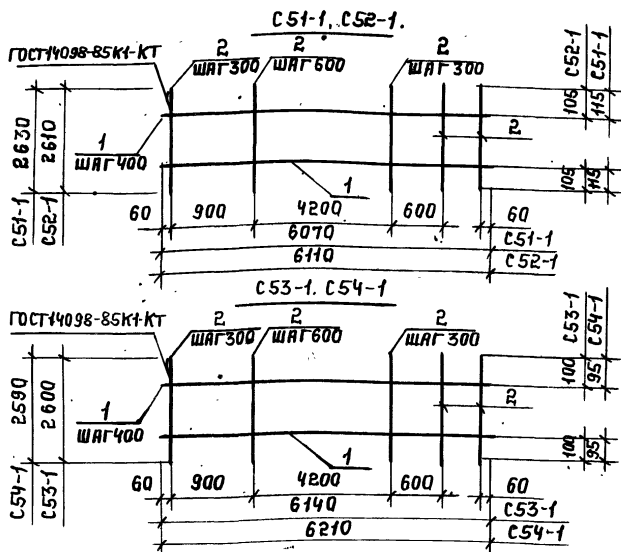 С51-1, С52-1.
ГОСТ14098-85К1-КТ
2
ШАГ300
2
ШАГ600
2
ШАГ300
С52-1
С51-1
105
115
2630
2610
1
ШАГ400
2
1
105
115
С51-1
С52-1
60
900
4200
600
60
6070
С51-1
6110
С52-1
С53-1. С54-1
ГОСТ14098-85К1-КТ
2
ШАГ300
2
ШАГ600
2
ШАГ300
С53-1
С54-1
100
95
2590
2600
1
ШАГ400
2
1
100
95
С54-1
С53-1
60
900
4200
600
60
6140
С53-1
6210
С54-1